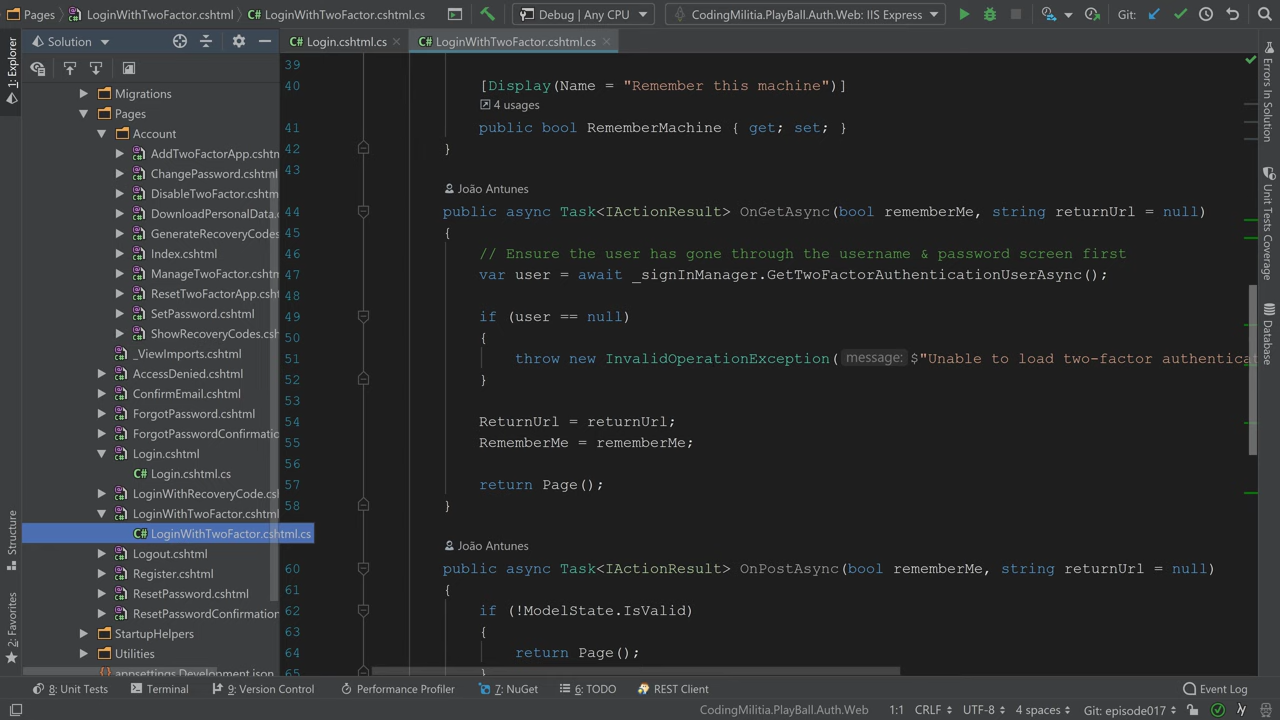 Pages LoginWithTwoFactor.cshtml LoginWithTwoFactor.cshtml.cs Debug | Any CPU CodingMilitia.PlayBall.Auth.Web: IIS Express Git:
Solution
Login.cshtml.cs LoginWithTwoFactor.cshtml.cs
1: Explorer
Structure
2: Favorites
Migrations
Pages
Account
AddTwoFactorApp.cshtm
ChangePassword.cshtml
DisableTwoFactor.cshtm
DownloadPersonalData.c
GenerateRecoveryCodes
Index.cshtml
ManageTwoFactor.cshtm
ResetTwoFactorApp.csht
SetPassword.cshtml
ShowRecoveryCodes.csh
_ViewImports.cshtml
AccessDenied.cshtml
ConfirmEmail.cshtml
ForgotPassword.cshtml
ForgotPasswordConfirmatio
Login.cshtml
Login.cshtml.cs
LoginWithRecoveryCode.csh
LoginWithTwoFactor.cshtml
LoginWithTwoFactor.cshtml.cs
Logout.cshtml
Register.cshtml
ResetPassword.cshtml
ResetPasswordConfirmation
StartupHelpers
Utilities
appsettings.Development.json
39
40 [Display(Name = "Remember this machine")]
4 usages
41 public bool RememberMachine { get; set; }
42 }
43
João Antunes
44 public async Task<IActionResult> OnGetAsync(bool rememberMe, string returnUrl = null)
45 {
46 // Ensure the user has gone through the username & password screen first
47 var user = await _signInManager.GetTwoFactorAuthenticationUserAsync();
48
49 if (user == null)
50 {
51 throw new InvalidOperationException( message: $"Unable to load two-factor authenticat
52 }
54 ReturnUrl = returnUrl;
55 RememberMe = rememberMe;
56
57 return Page();
58 }
João Antunes
60 public async Task<IActionResult> OnPostAsync(bool rememberMe, string returnUrl = null)
61 {
62 if (!ModelState.IsValid)
63 {
64 return Page();
65 }
Errors In Solution
Unit Tests Coverage
Database
8: Unit Tests Terminal 9: Version Control Performance Profiler 7: NuGet 6: TODO REST Client Event Log
CodingMilitia.PlayBall.Auth.Web 1:1 CRLF UTF-8 4 spaces Git: episode017